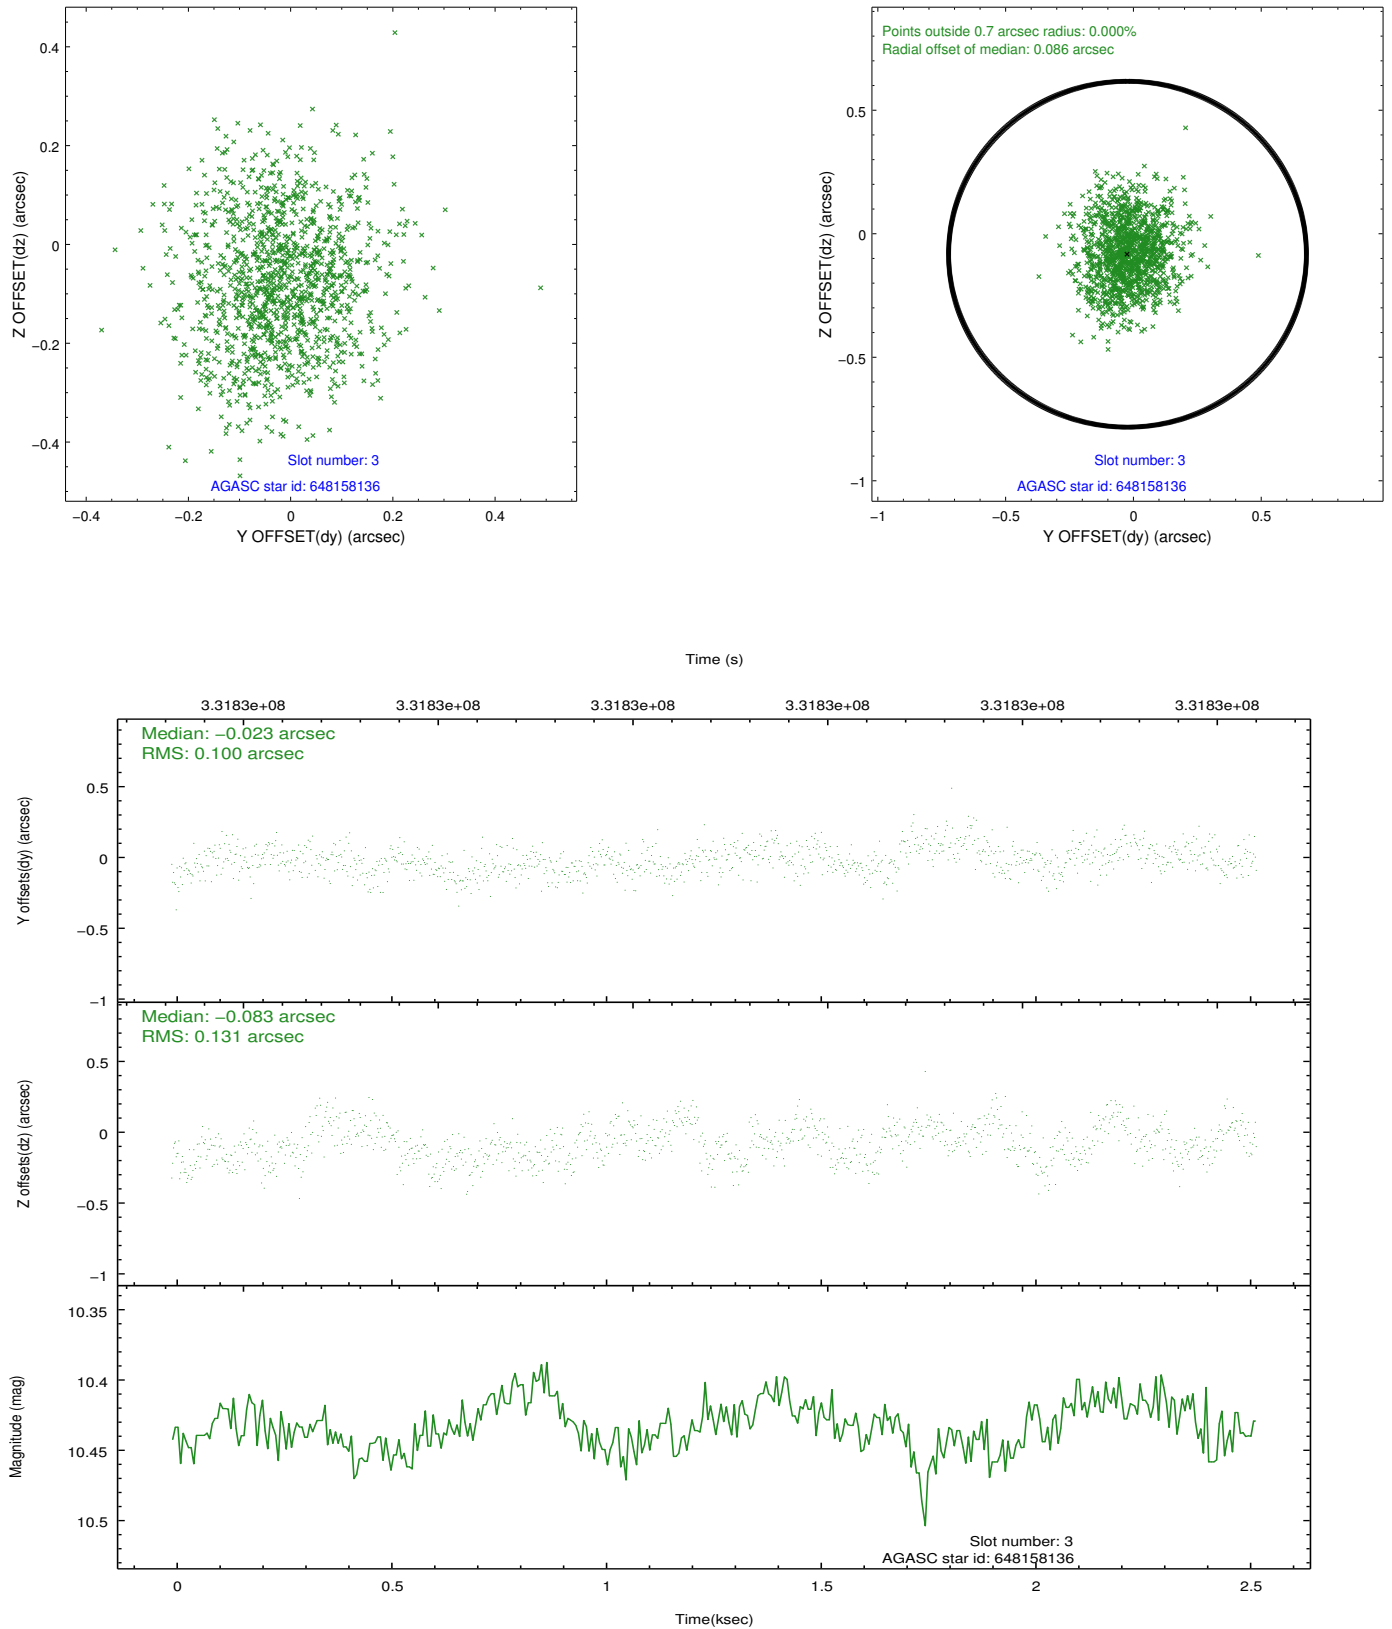 0.4
0.2
0
−0.2
−0.4
Z OFFSET(dz) (arcsec)
Slot number: 3
AGASC star id: 648158136
−0.4
−0.2
0
0.2
0.4
Y OFFSET(dy) (arcsec)
Points outside 0.7 arcsec radius: 0.000%
Radial offset of median: 0.086 arcsec
0.5
0
−0.5
−1
Z OFFSET(dz) (arcsec)
Slot number: 3
AGASC star id: 648158136
−1
−0.5
0
0.5
Y OFFSET(dy) (arcsec)
Time (s)
3.3183e+08
3.3183e+08
3.3183e+08
3.3183e+08
3.3183e+08
3.3183e+08
Median: −0.023 arcsec
RMS: 0.100 arcsec
0.5
0
−0.5
−1
Y offsets(dy) (arcsec)
Median: −0.083 arcsec
RMS: 0.131 arcsec
0.5
0
−0.5
−1
Z offsets(dz) (arcsec)
10.35
10.4
10.45
10.5
Magnitude (mag)
Slot number: 3
AGASC star id: 648158136
0
0.5
1
1.5
2
2.5
Time(ksec)